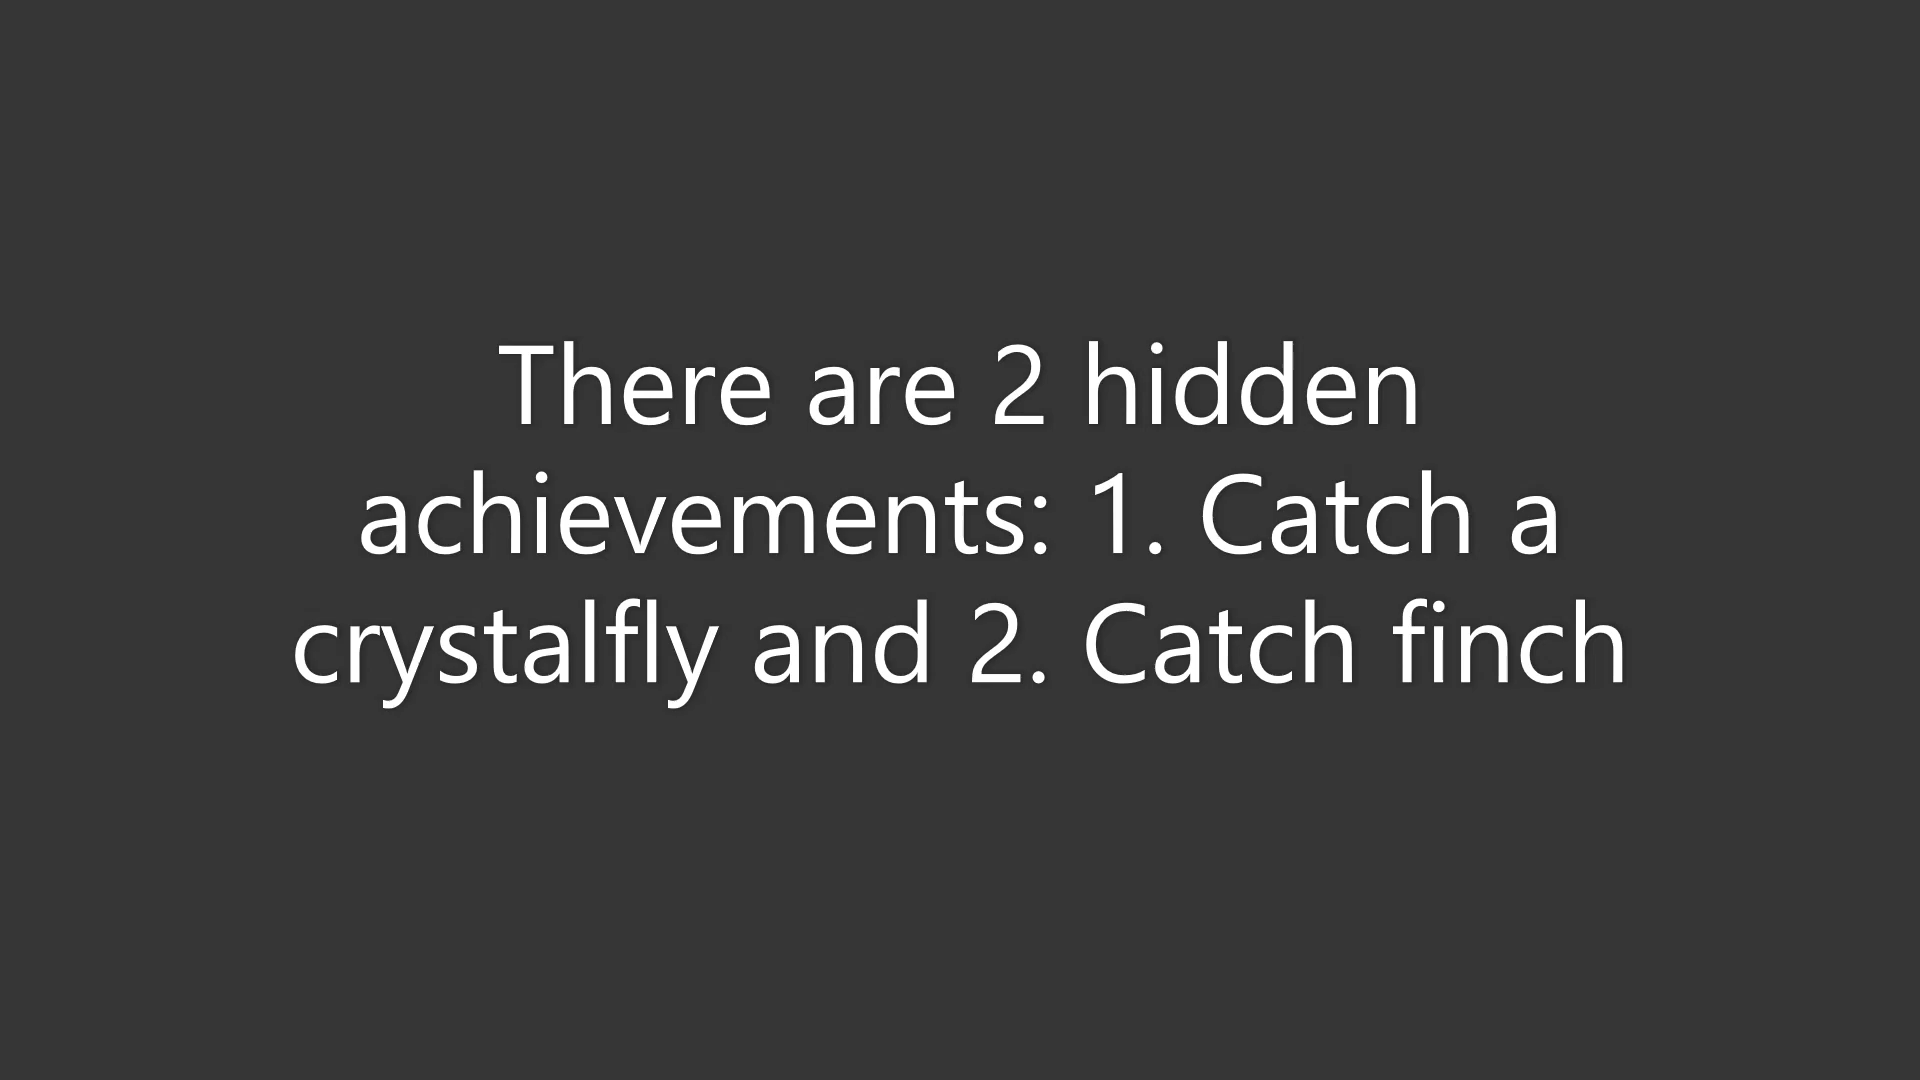 There are 2 hidden
achievements: 1. Catch a
crystalfly and 2. Catch finch